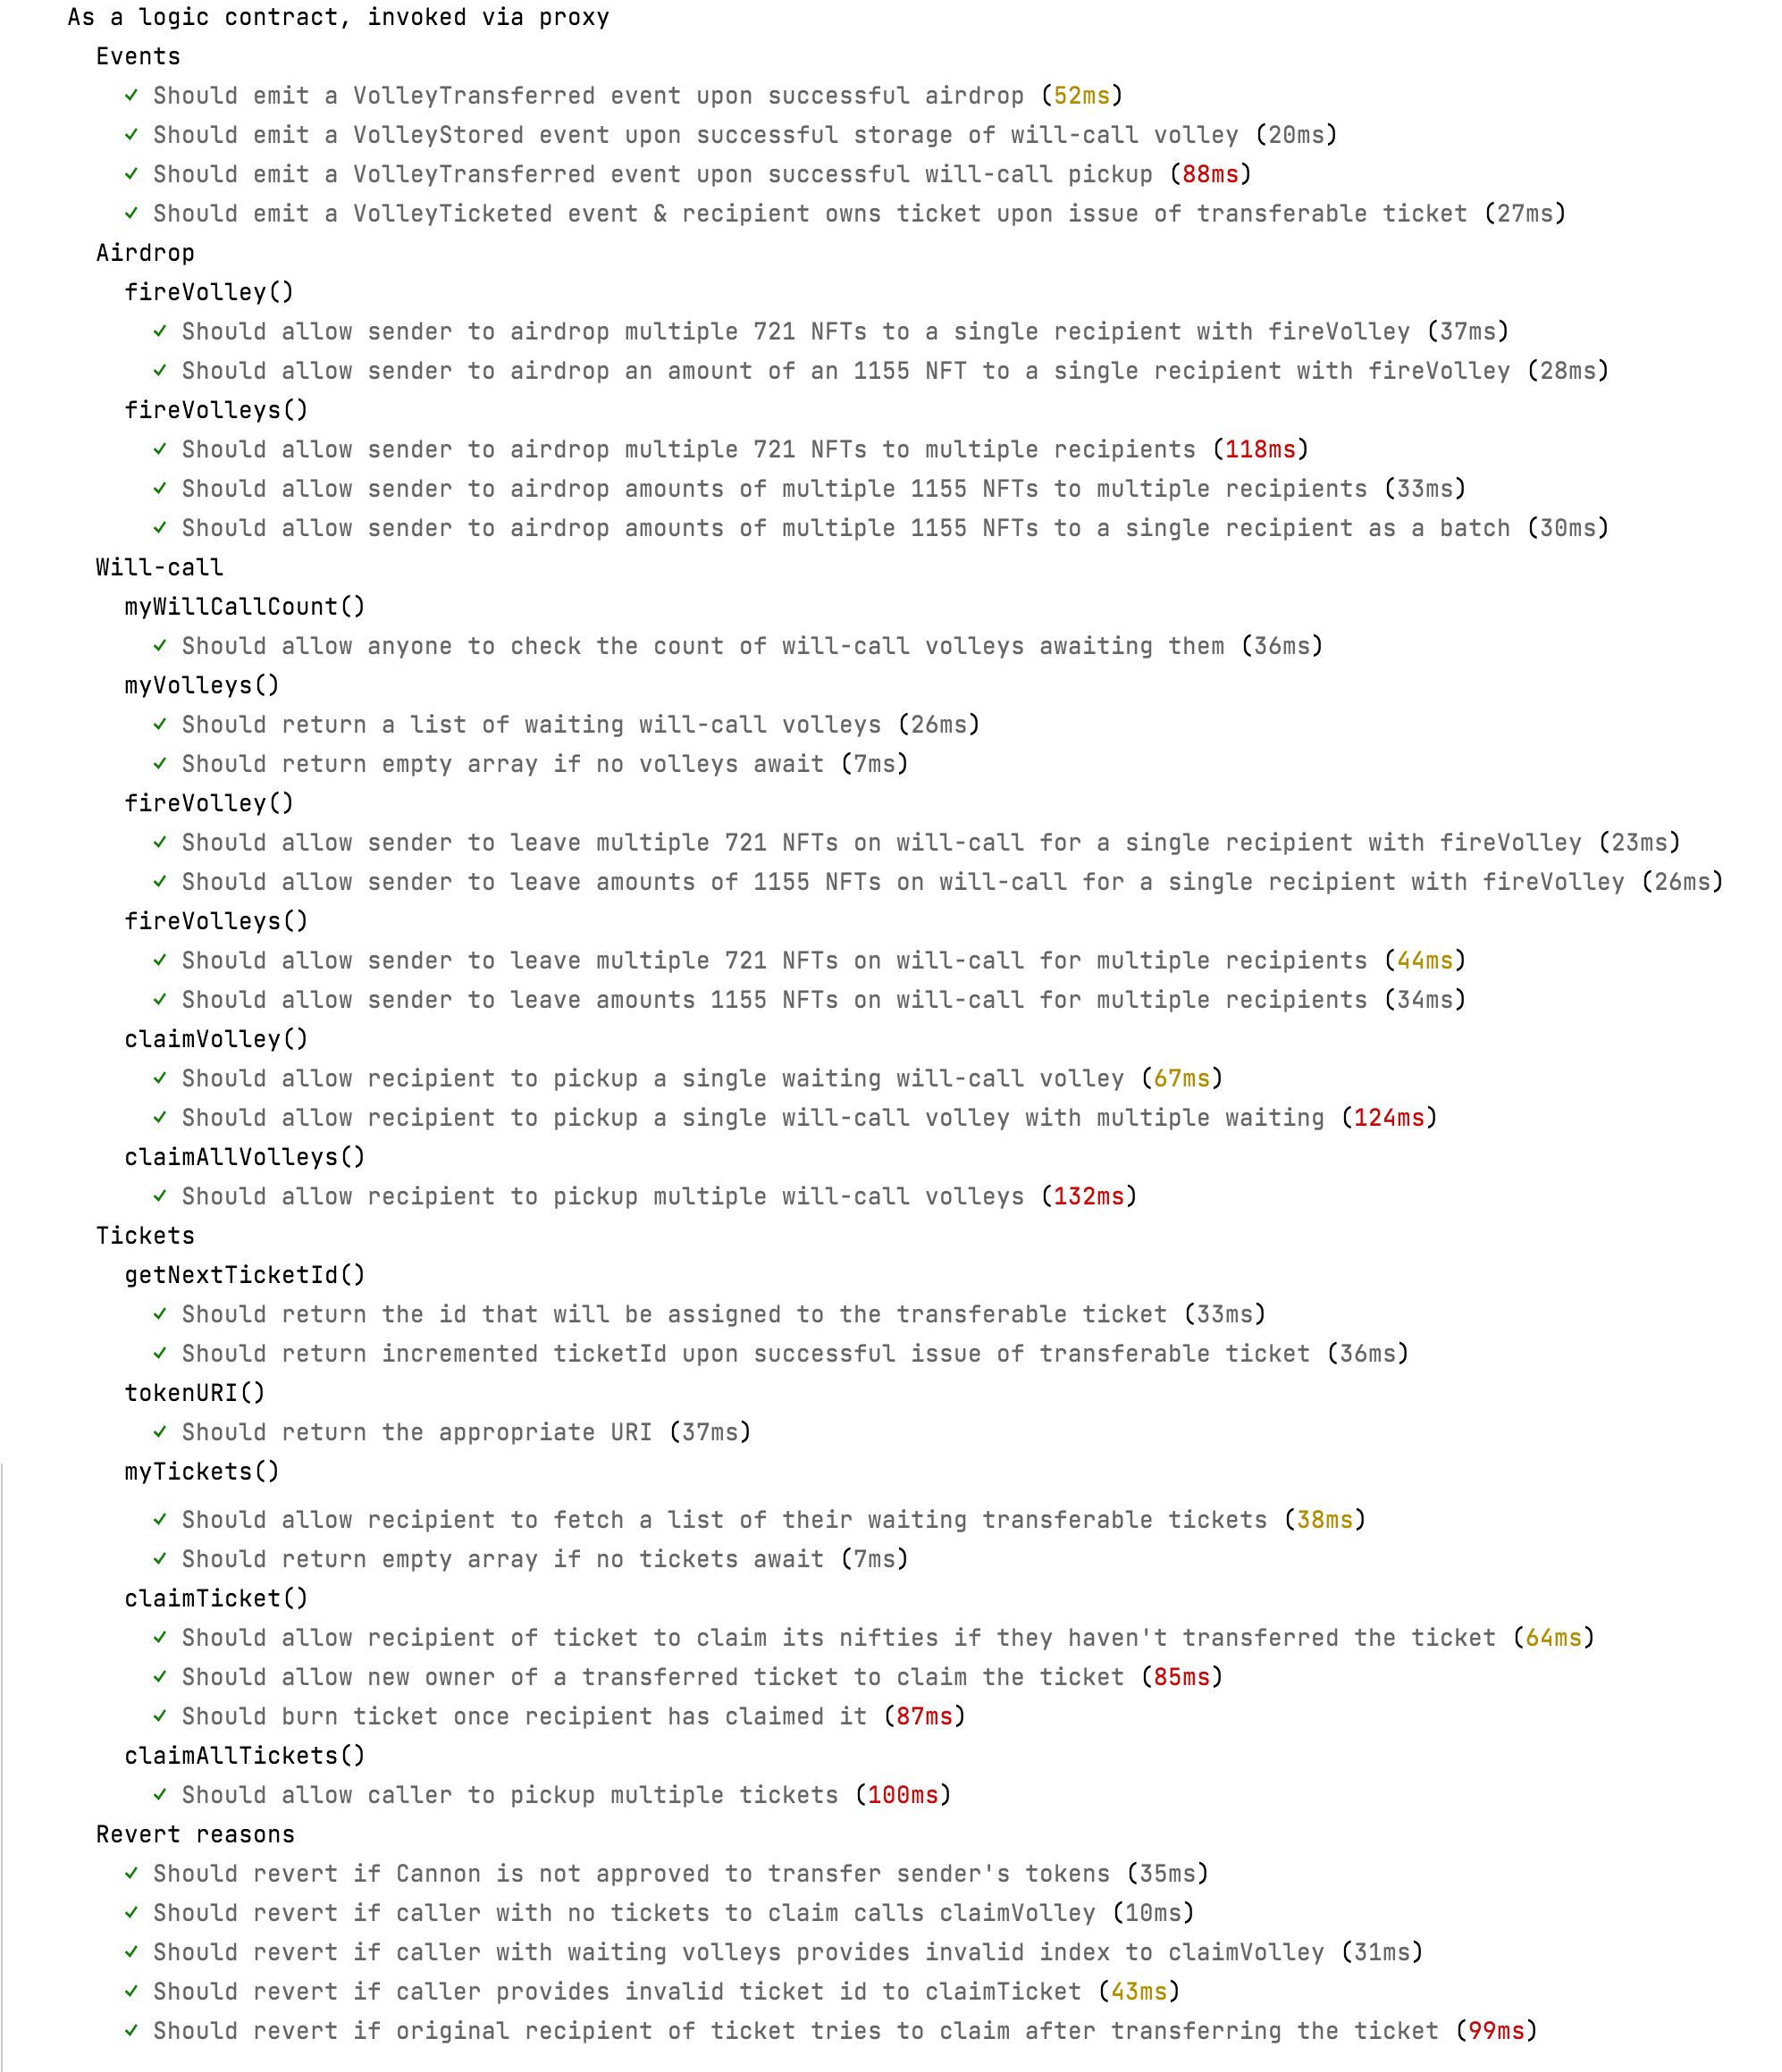 As a logic contract, invoked via proxy
Events
✓ Should emit a VolleyTransferred event upon successful airdrop (52ms)
✓ Should emit a VolleyStored event upon successful storage of will-call volley (20ms)
✓ Should emit a VolleyTransferred event upon successful will-call pickup (88ms)
✓ Should emit a VolleyTicketed event & recipient owns ticket upon issue of transferable ticket (27ms)
Airdrop
fireVolley()
✓ Should allow sender to airdrop multiple 721 NFTs to a single recipient with fireVolley (37ms)
✓ Should allow sender to airdrop an amount of an 1155 NFT to a single recipient with fireVolley (28ms)
fireVolleys()
✓ Should allow sender to airdrop multiple 721 NFTs to multiple recipients (118ms)
✓ Should allow sender to airdrop amounts of multiple 1155 NFTs to multiple recipients (33ms)
✓ Should allow sender to airdrop amounts of multiple 1155 NFTs to a single recipient as a batch (30ms)
Will-call
myWillCallCount()
✓ Should allow anyone to check the count of will-call volleys awaiting them (36ms)
myVolleys()
✓ Should return a list of waiting will-call volleys (26ms)
✓ Should return empty array if no volleys await (7ms)
fireVolley()
✓ Should allow sender to leave multiple 721 NFTs on will-call for a single recipient with fireVolley (23ms)
✓ Should allow sender to leave amounts of 1155 NFTs on will-call for a single recipient with fireVolley (26ms)
fireVolleys()
✓ Should allow sender to leave multiple 721 NFTs on will-call for multiple recipients (44ms)
✓ Should allow sender to leave amounts 1155 NFTs on will-call for multiple recipients (34ms)
claimVolley()
✓ Should allow recipient to pickup a single waiting will-call volley (67ms)
✓ Should allow recipient to pickup a single will-call volley with multiple waiting (124ms)
claimAllVolleys()
✓ Should allow recipient to pickup multiple will-call volleys (132ms)
Tickets
getNextTicketId()
✓ Should return the id that will be assigned to the transferable ticket (33ms)
✓ Should return incremented ticketId upon successful issue of transferable ticket (36ms)
tokenURI()
✓ Should return the appropriate URI (37ms)
myTickets()
✓ Should allow recipient to fetch a list of their waiting transferable tickets (38ms)
✓ Should return empty array if no tickets await (7ms)
claimTicket()
✓ Should allow recipient of ticket to claim its nifties if they haven't transferred the ticket (64ms)
✓ Should allow new owner of a transferred ticket to claim the ticket (85ms)
✓ Should burn ticket once recipient has claimed it (87ms)
claimAllTickets()
✓ Should allow caller to pickup multiple tickets (100ms)
Revert reasons
✓ Should revert if Cannon is not approved to transfer sender's tokens (35ms)
✓ Should revert if caller with no tickets to claim calls claimVolley (10ms)
✓ Should revert if caller with waiting volleys provides invalid index to claimVolley (31ms)
✓ Should revert if caller provides invalid ticket id to claimTicket (43ms)
✓ Should revert if original recipient of ticket tries to claim after transferring the ticket (99ms)